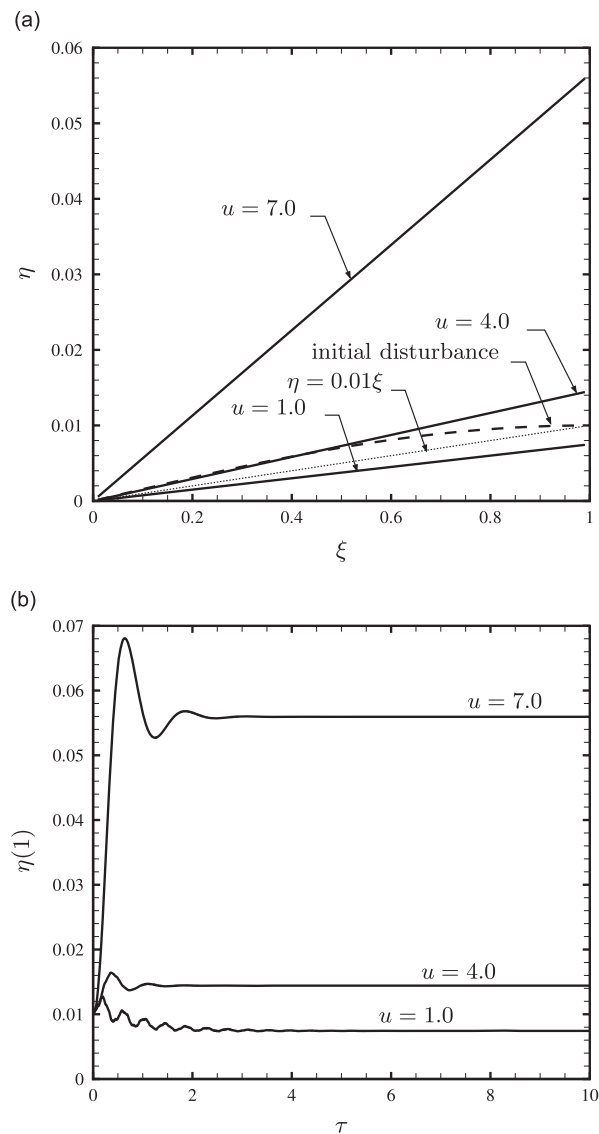 (a)
0.06
0.05
0.04
u = 7.0
η
0.03
u = 4.0
0.02
initial disturbance
η = 0.01ξ
u = 1.0
0.01
0
0 0.2 0.4 0.6 0.8 1
ξ
(b)
0.07
0.06
u = 7.0
0.05
0.04
η(1)
0.03
0.02
u = 4.0
u = 1.0
0.01
0
0 2 4 6 8 10
τ